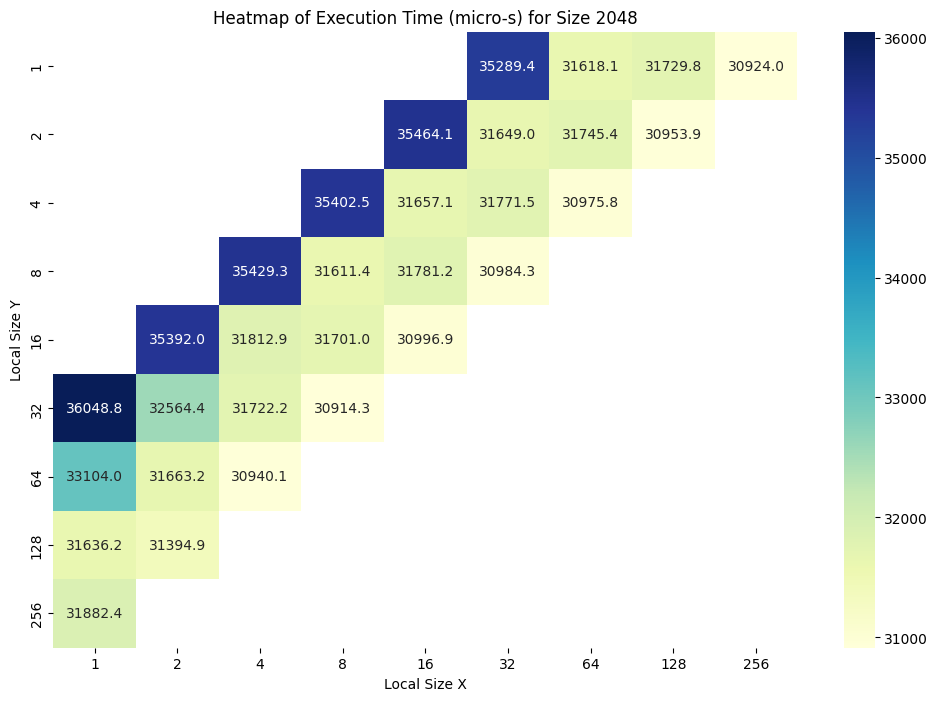 Heatmap of Execution Time (micro-s) for Size 2048
1 35289.4 31618.1 31729.8 30924.0
2 35464.1 31649.0 31745.4 30953.9
4 35402.5 31657.1 31771.5 30975.8
8 35429.3 31611.4 31781.2 30984.3
16 35392.0 31812.9 31701.0 30996.9
32 36048.8 32564.4 31722.2 30914.3
64 33104.0 31663.2 30940.1
128 31636.2 31394.9
256 31882.4
Local Size Y
1 2 4 8 16 32 64 128 256
Local Size X
36000
35000
34000
33000
32000
31000